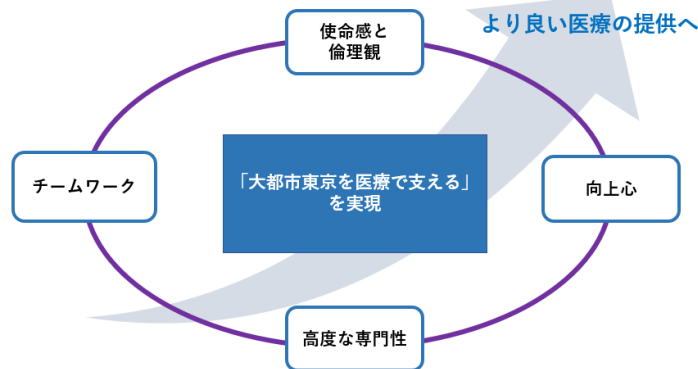 より良い医療の提供へ
使命感と
倫理観
チームワーク
「大都市東京を医療で支える」
を実現
向上心
高度な専門性